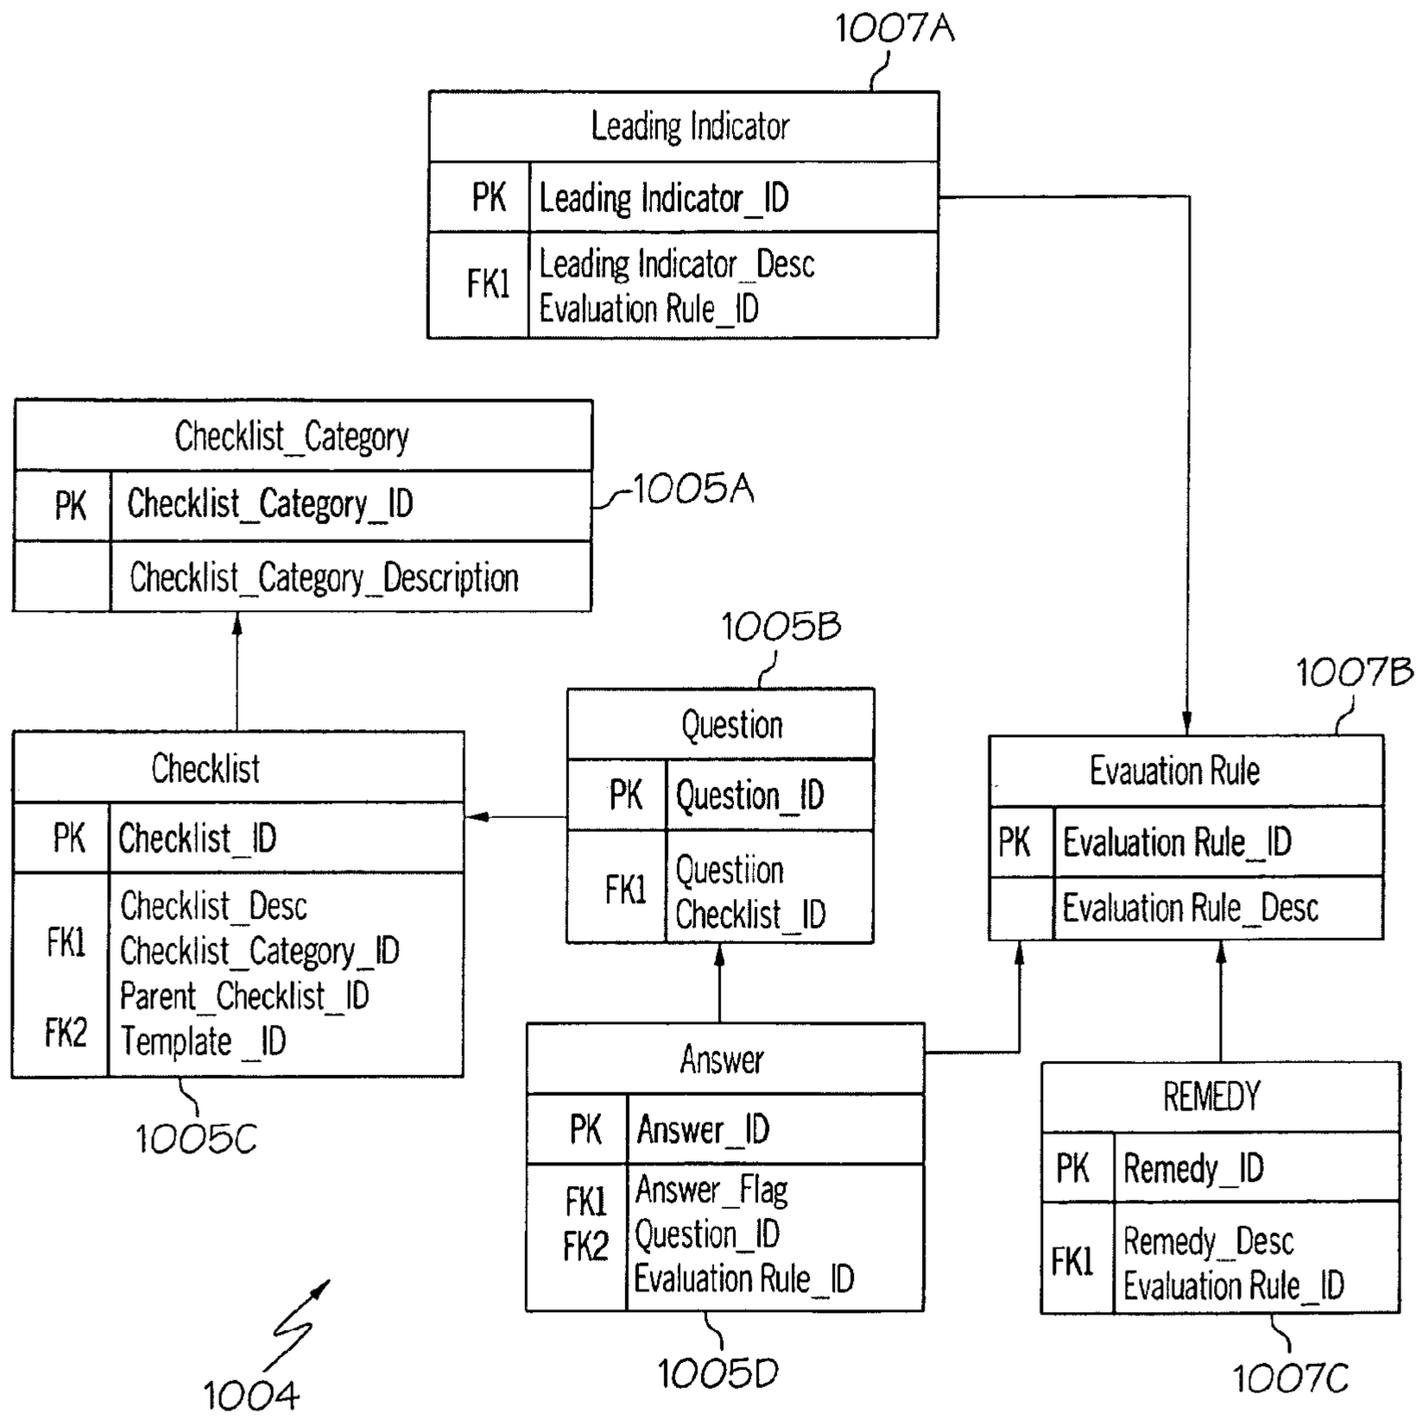 1007A
Leading Indicator
PK Leading Indicator_ID
FK1 Leading Indicator_Desc
Evaluation Rule_ID
Checklist_Category
PK Checklist_Category_ID
Checklist_Category_Description
1005A
1005B
Question
PK Question_ID
FK1 Questiion
Checklist_ID
1007B
Evauation Rule
PK Evaluation Rule_ID
Evaluation Rule_Desc
Checklist
PK Checklist_ID
Checklist_Desc
FK1 Checklist_Category_ID
Parent_Checklist_ID
FK2 Template _ID
1005C
Answer
PK Answer_ID
FK1 Answer_Flag
FK2 Question_ID
Evaluation Rule_ID
1005D
REMEDY
PK Remedy_ID
FK1 Remedy_Desc
Evaluation Rule_ID
1007C
1004